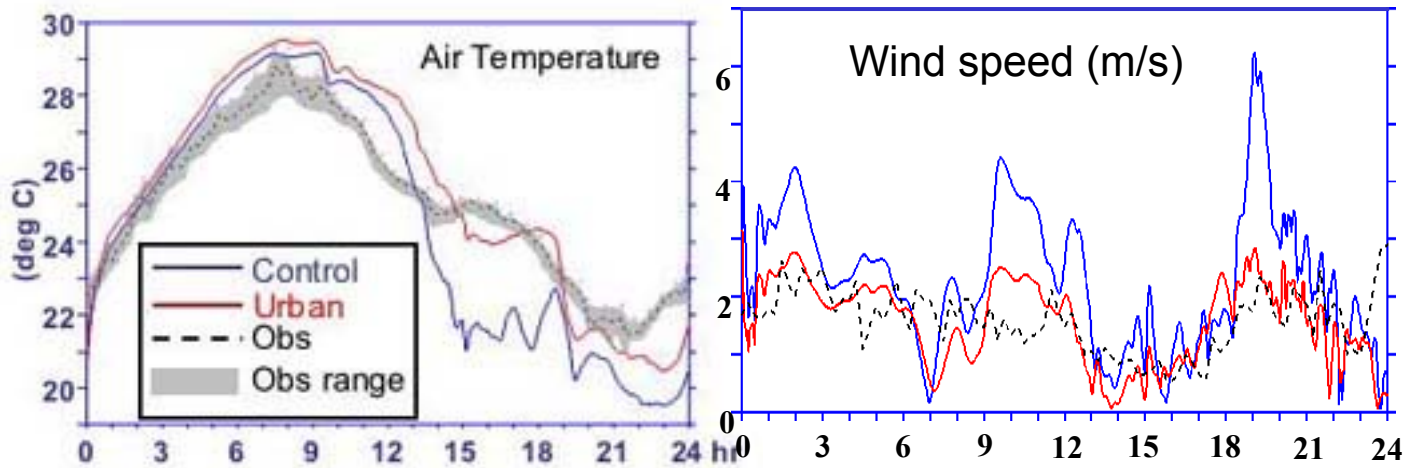 30
28
26
24
22
20
(deg C)
Air Temperature
Control
Urban
Obs
Obs range
0 3 6 9 12 15 18 21 24 hr
Wind speed (m/s)
6
4
2
0
0 3 6 9 12 15 18 21 24